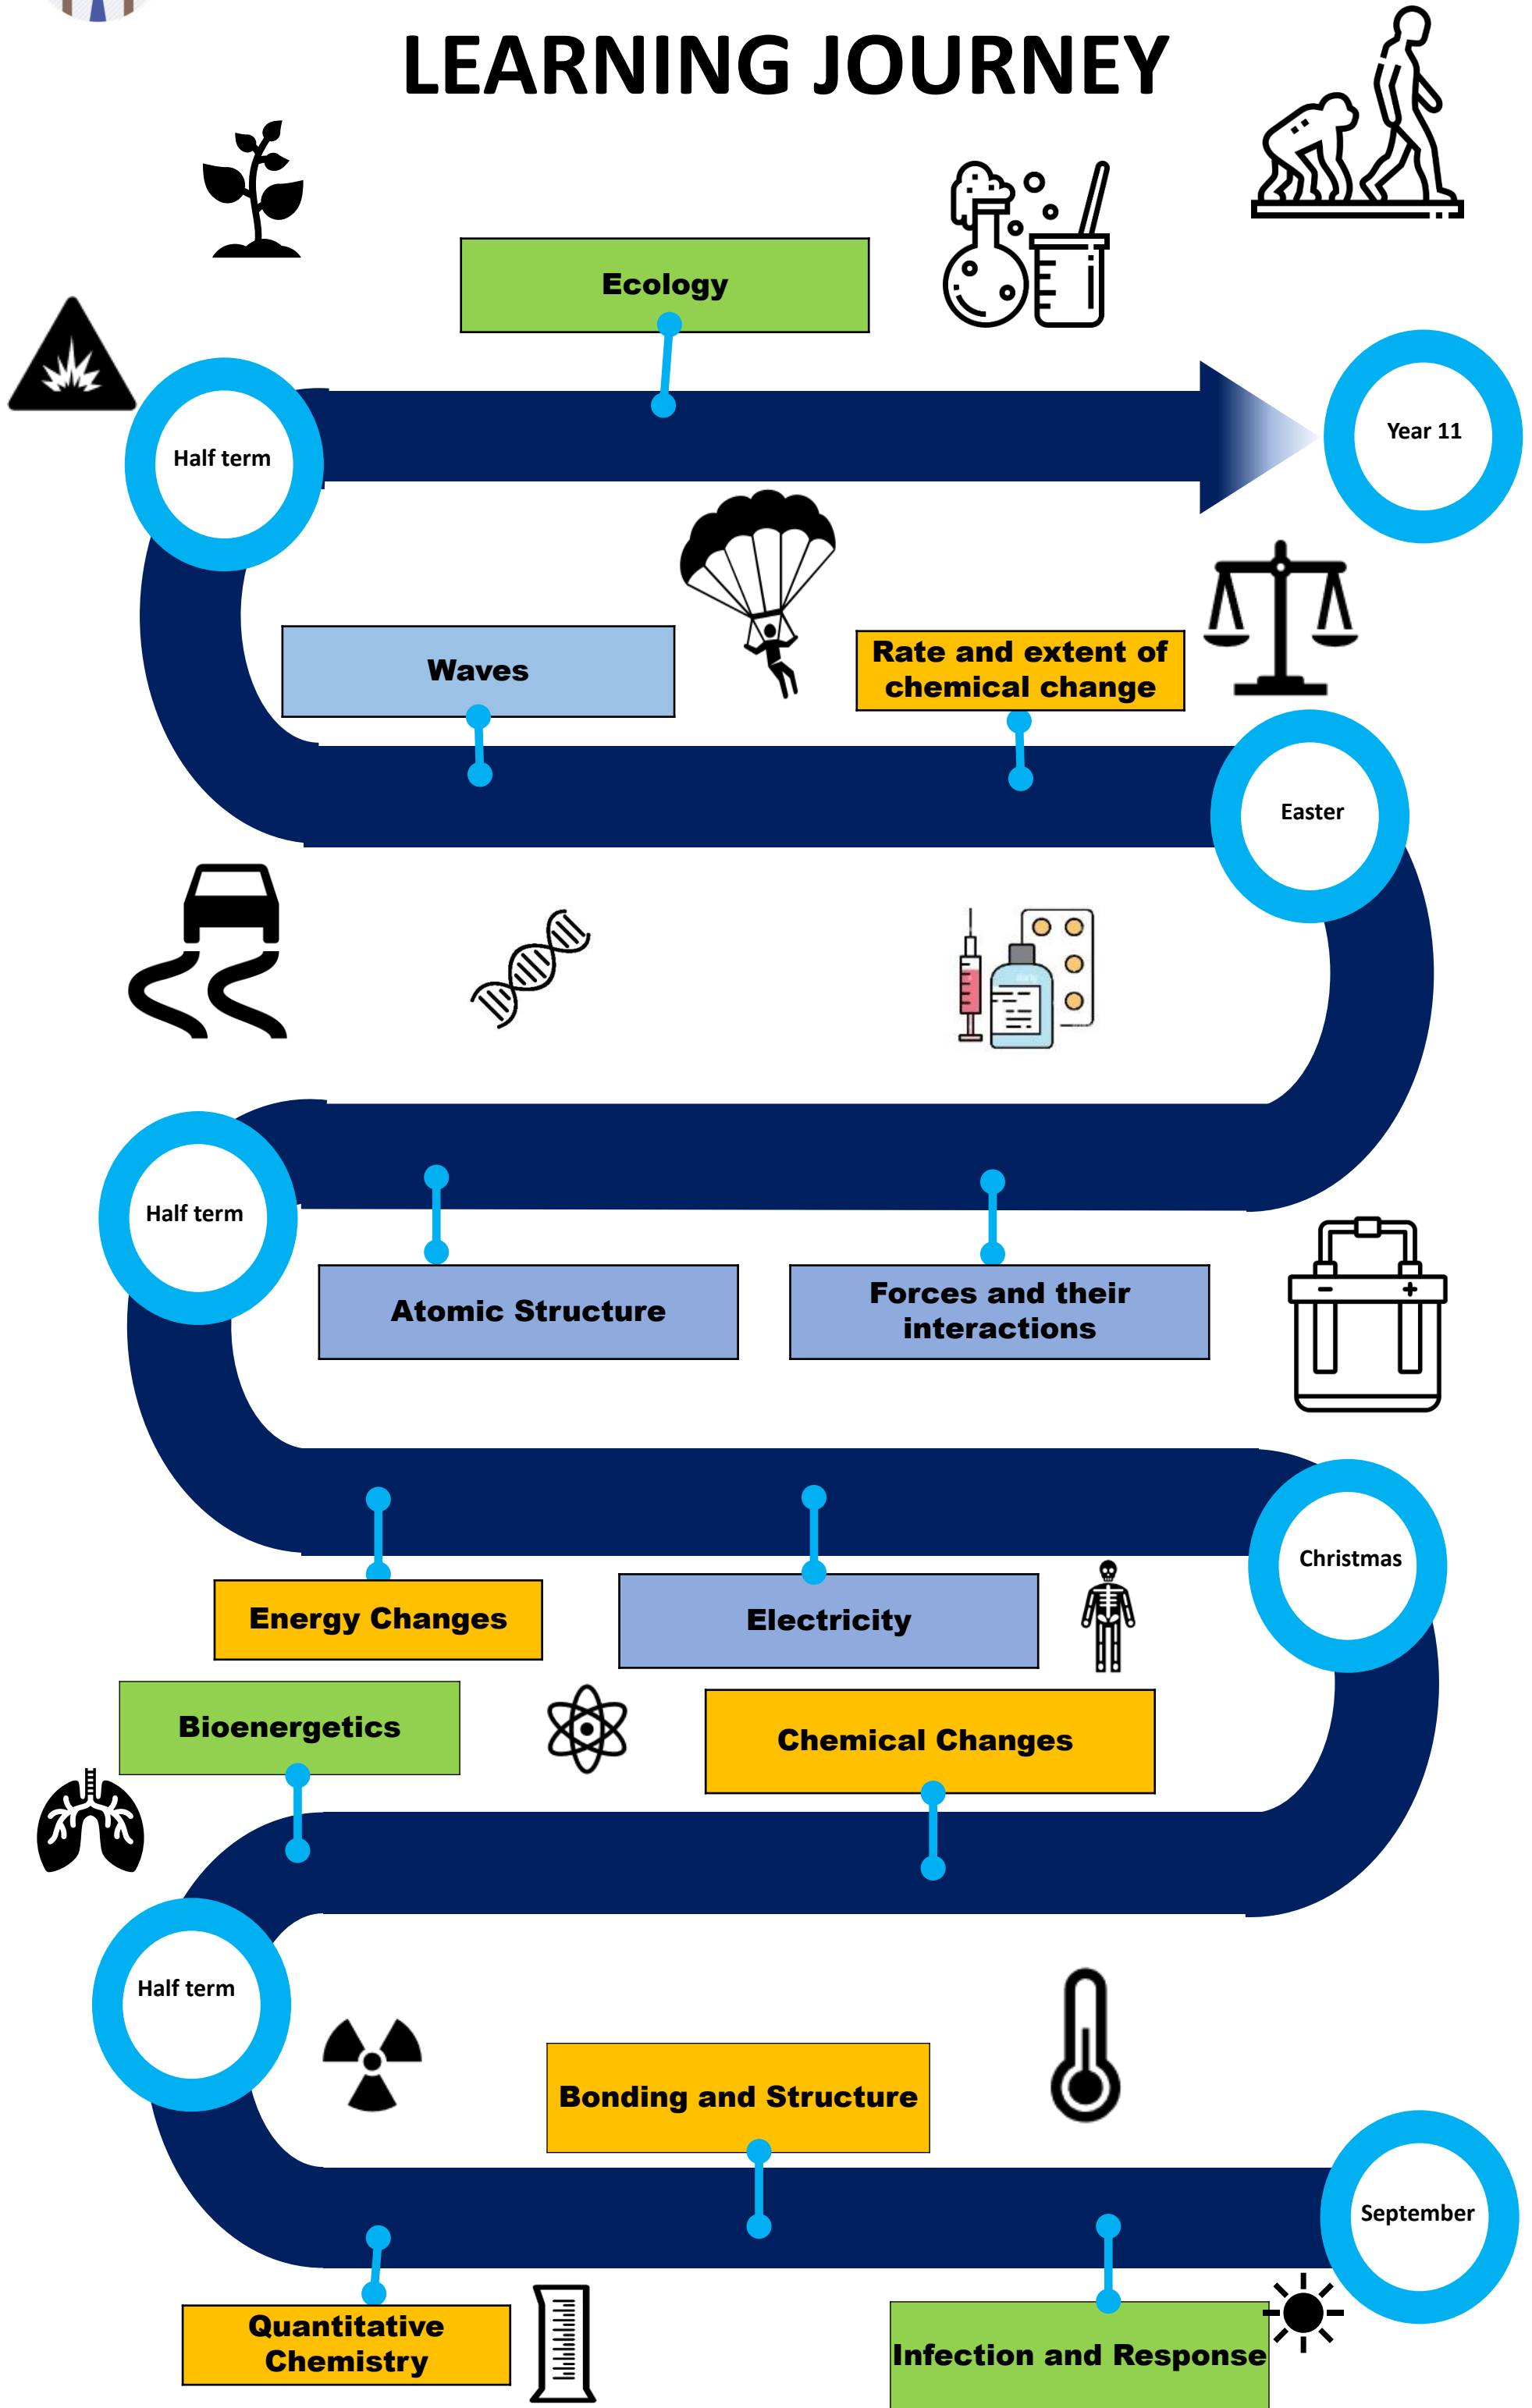 LEARNING JOURNEY
Ecology
Half term
Year 11
Waves
Rate and extent of
chemical change
Easter
Half term
Atomic Structure
Forces and their
interactions
- +
Christmas
Energy Changes
Electricity
Bioenergetics
Chemical Changes
Half term
Bonding and Structure
September
Quantitative
Chemistry
Infection and Response